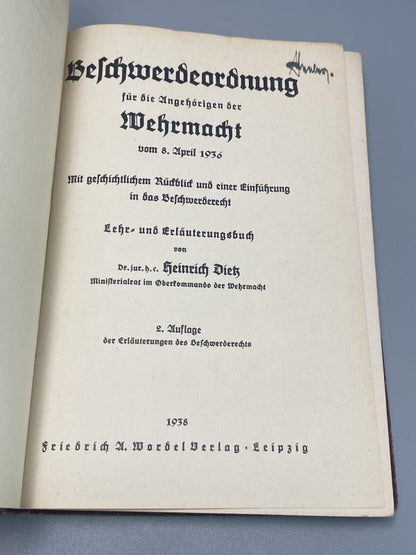 Beschwerdeordnung
für die Angehörigen der
Wehrmacht
vom 8. April 1936
Mit geschichtlichem Rückblick und einer Einführung
in das Beschwerderecht
Lehr- und Erläuterungsbuch
von
Dr. jur. h. c. Heinrich Dietz
Ministerialrat im Oberkommando der Wehrmacht
2. Auflage
der Erläuterungen des Beschwerderechts
1938
Friedrich A. Wordel Verlag · Leipzig